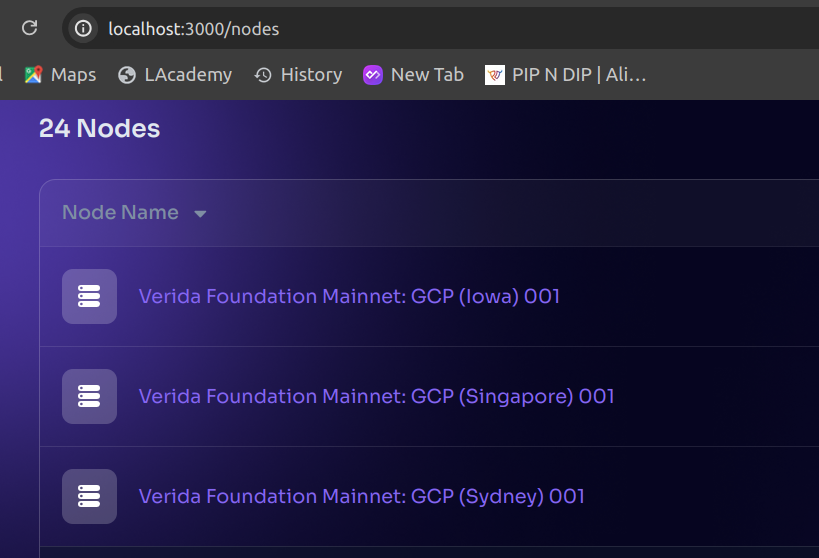 localhost:3000/nodes
Maps LAcademy History New Tab PIP N DIP | Ali...
24 Nodes
Node Name
Verida Foundation Mainnet: GCP (Iowa) 001
Verida Foundation Mainnet: GCP (Singapore) 001
Verida Foundation Mainnet: GCP (Sydney) 001